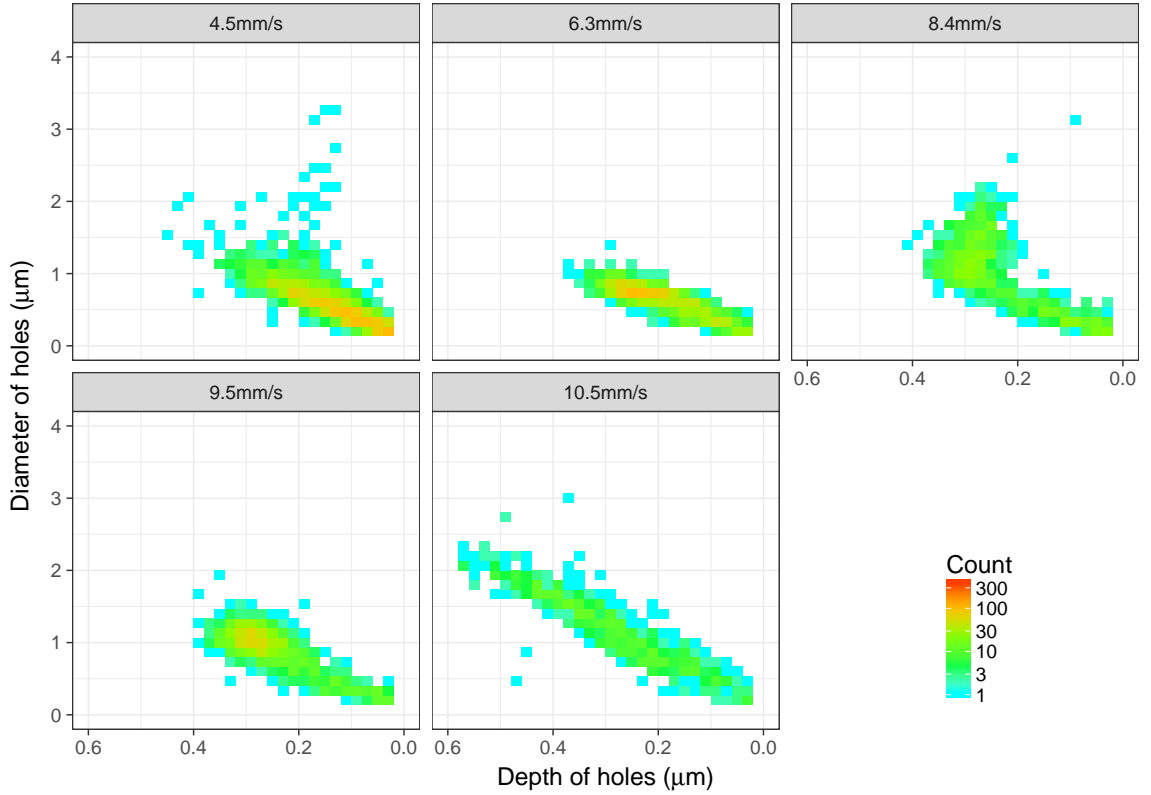 4.5mm/s 6.3mm/s 8.4mm/s
4
3
2
1
0
0.6 0.4 0.2 0.0
9.5mm/s 10.5mm/s
4
3
2
1
0
0.6 0.4 0.2 0.0 0.6 0.4 0.2 0.0
Diameter of holes (μm)
Depth of holes (μm)
Count
300
100
30
10
3
1